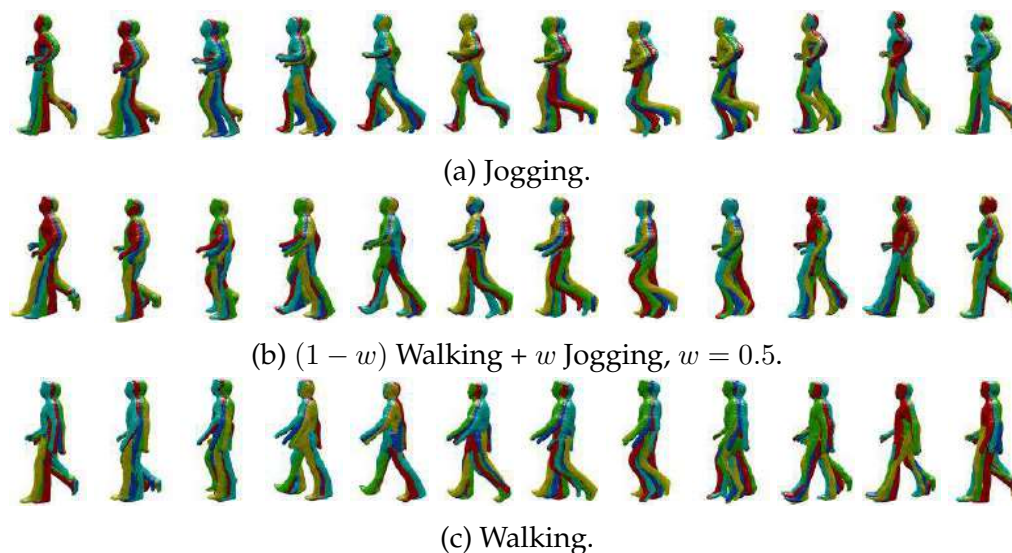 (a) Jogging.
(b) (1 − w) Walking + w Jogging, w = 0.5.
(c) Walking.